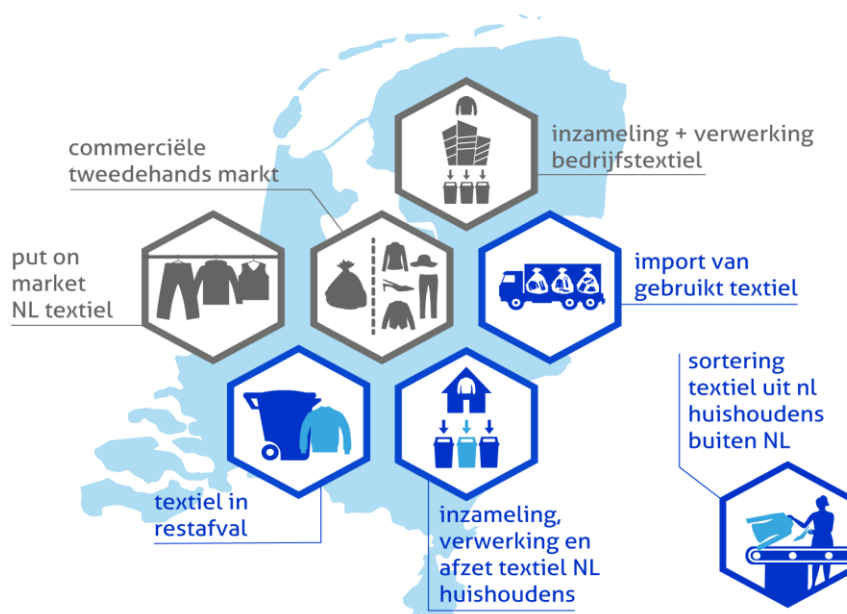 inzameling + verwerking
bedrijfstextiel
commerciële
tweedehands markt
put on
market
NL textiel
import van
gebruikt textiel
sortering
textiel uit nl
huishoudens
buiten NL
textiel in
restafval
inzameling,
verwerking en
afzet textiel NL
huishoudens